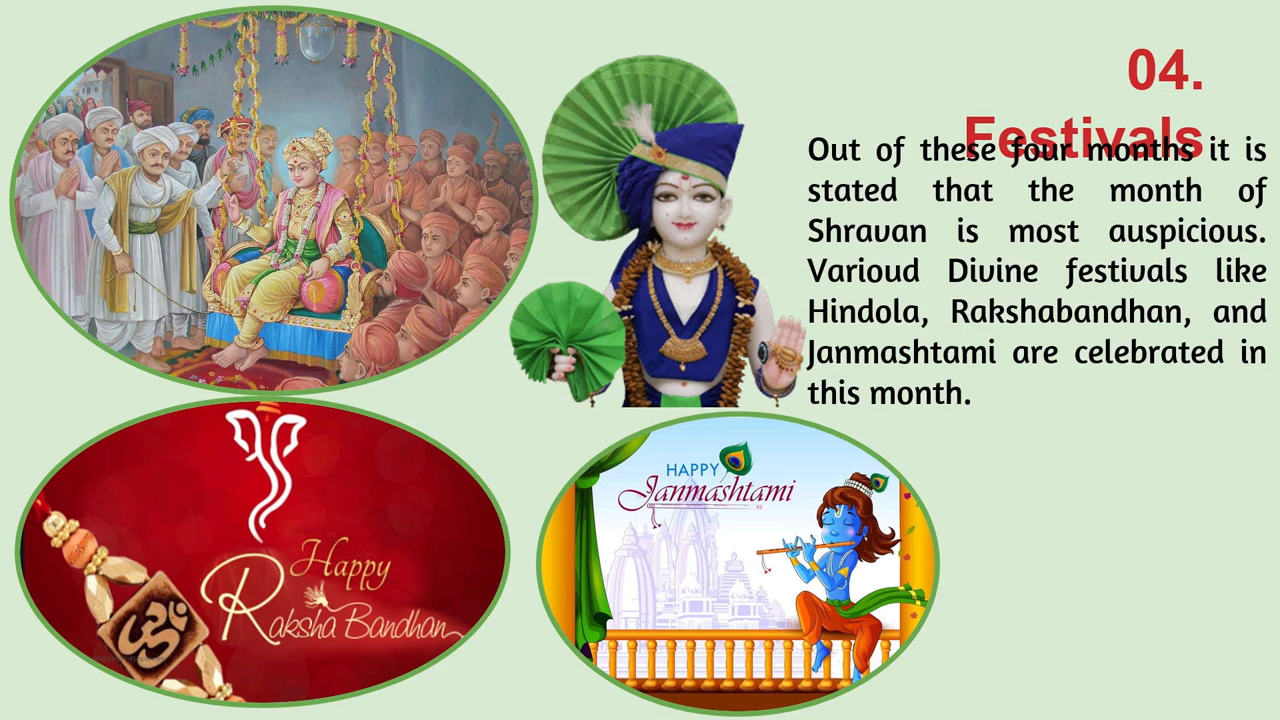 04.
Festivals
Out of these four months it is
stated that the month of
Shravan is most auspicious.
Varioud Divine festivals like
Hindola, Rakshabandhan, and
Janmashtami are celebrated in
this month.
Happy
Raksha Bandhan
HAPPY
Janmashtami
ॐ